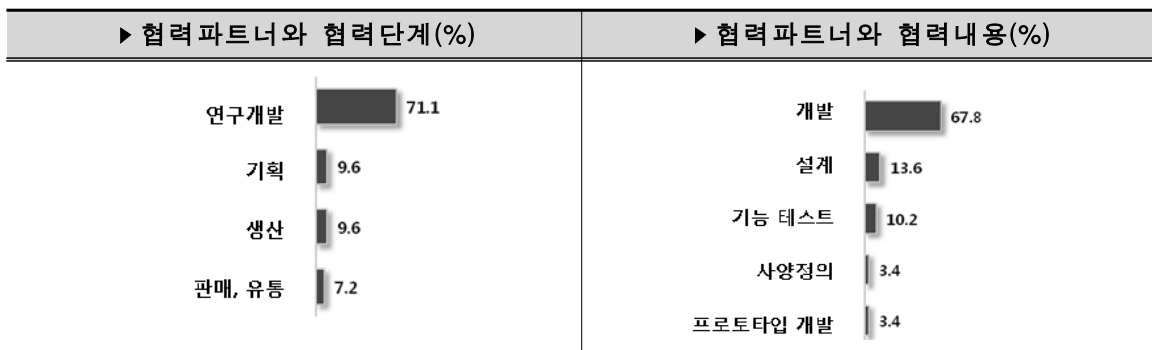 ▶협력파트너와 협력단계(%)
연구개발 71.1
기획 9.6
생산 9.6
판매, 유통 7.2
▶협력파트너와 협력내용(%)
개발 67.8
설계 13.6
기능 테스트 10.2
사양정의 3.4
프로토타입 개발 3.4